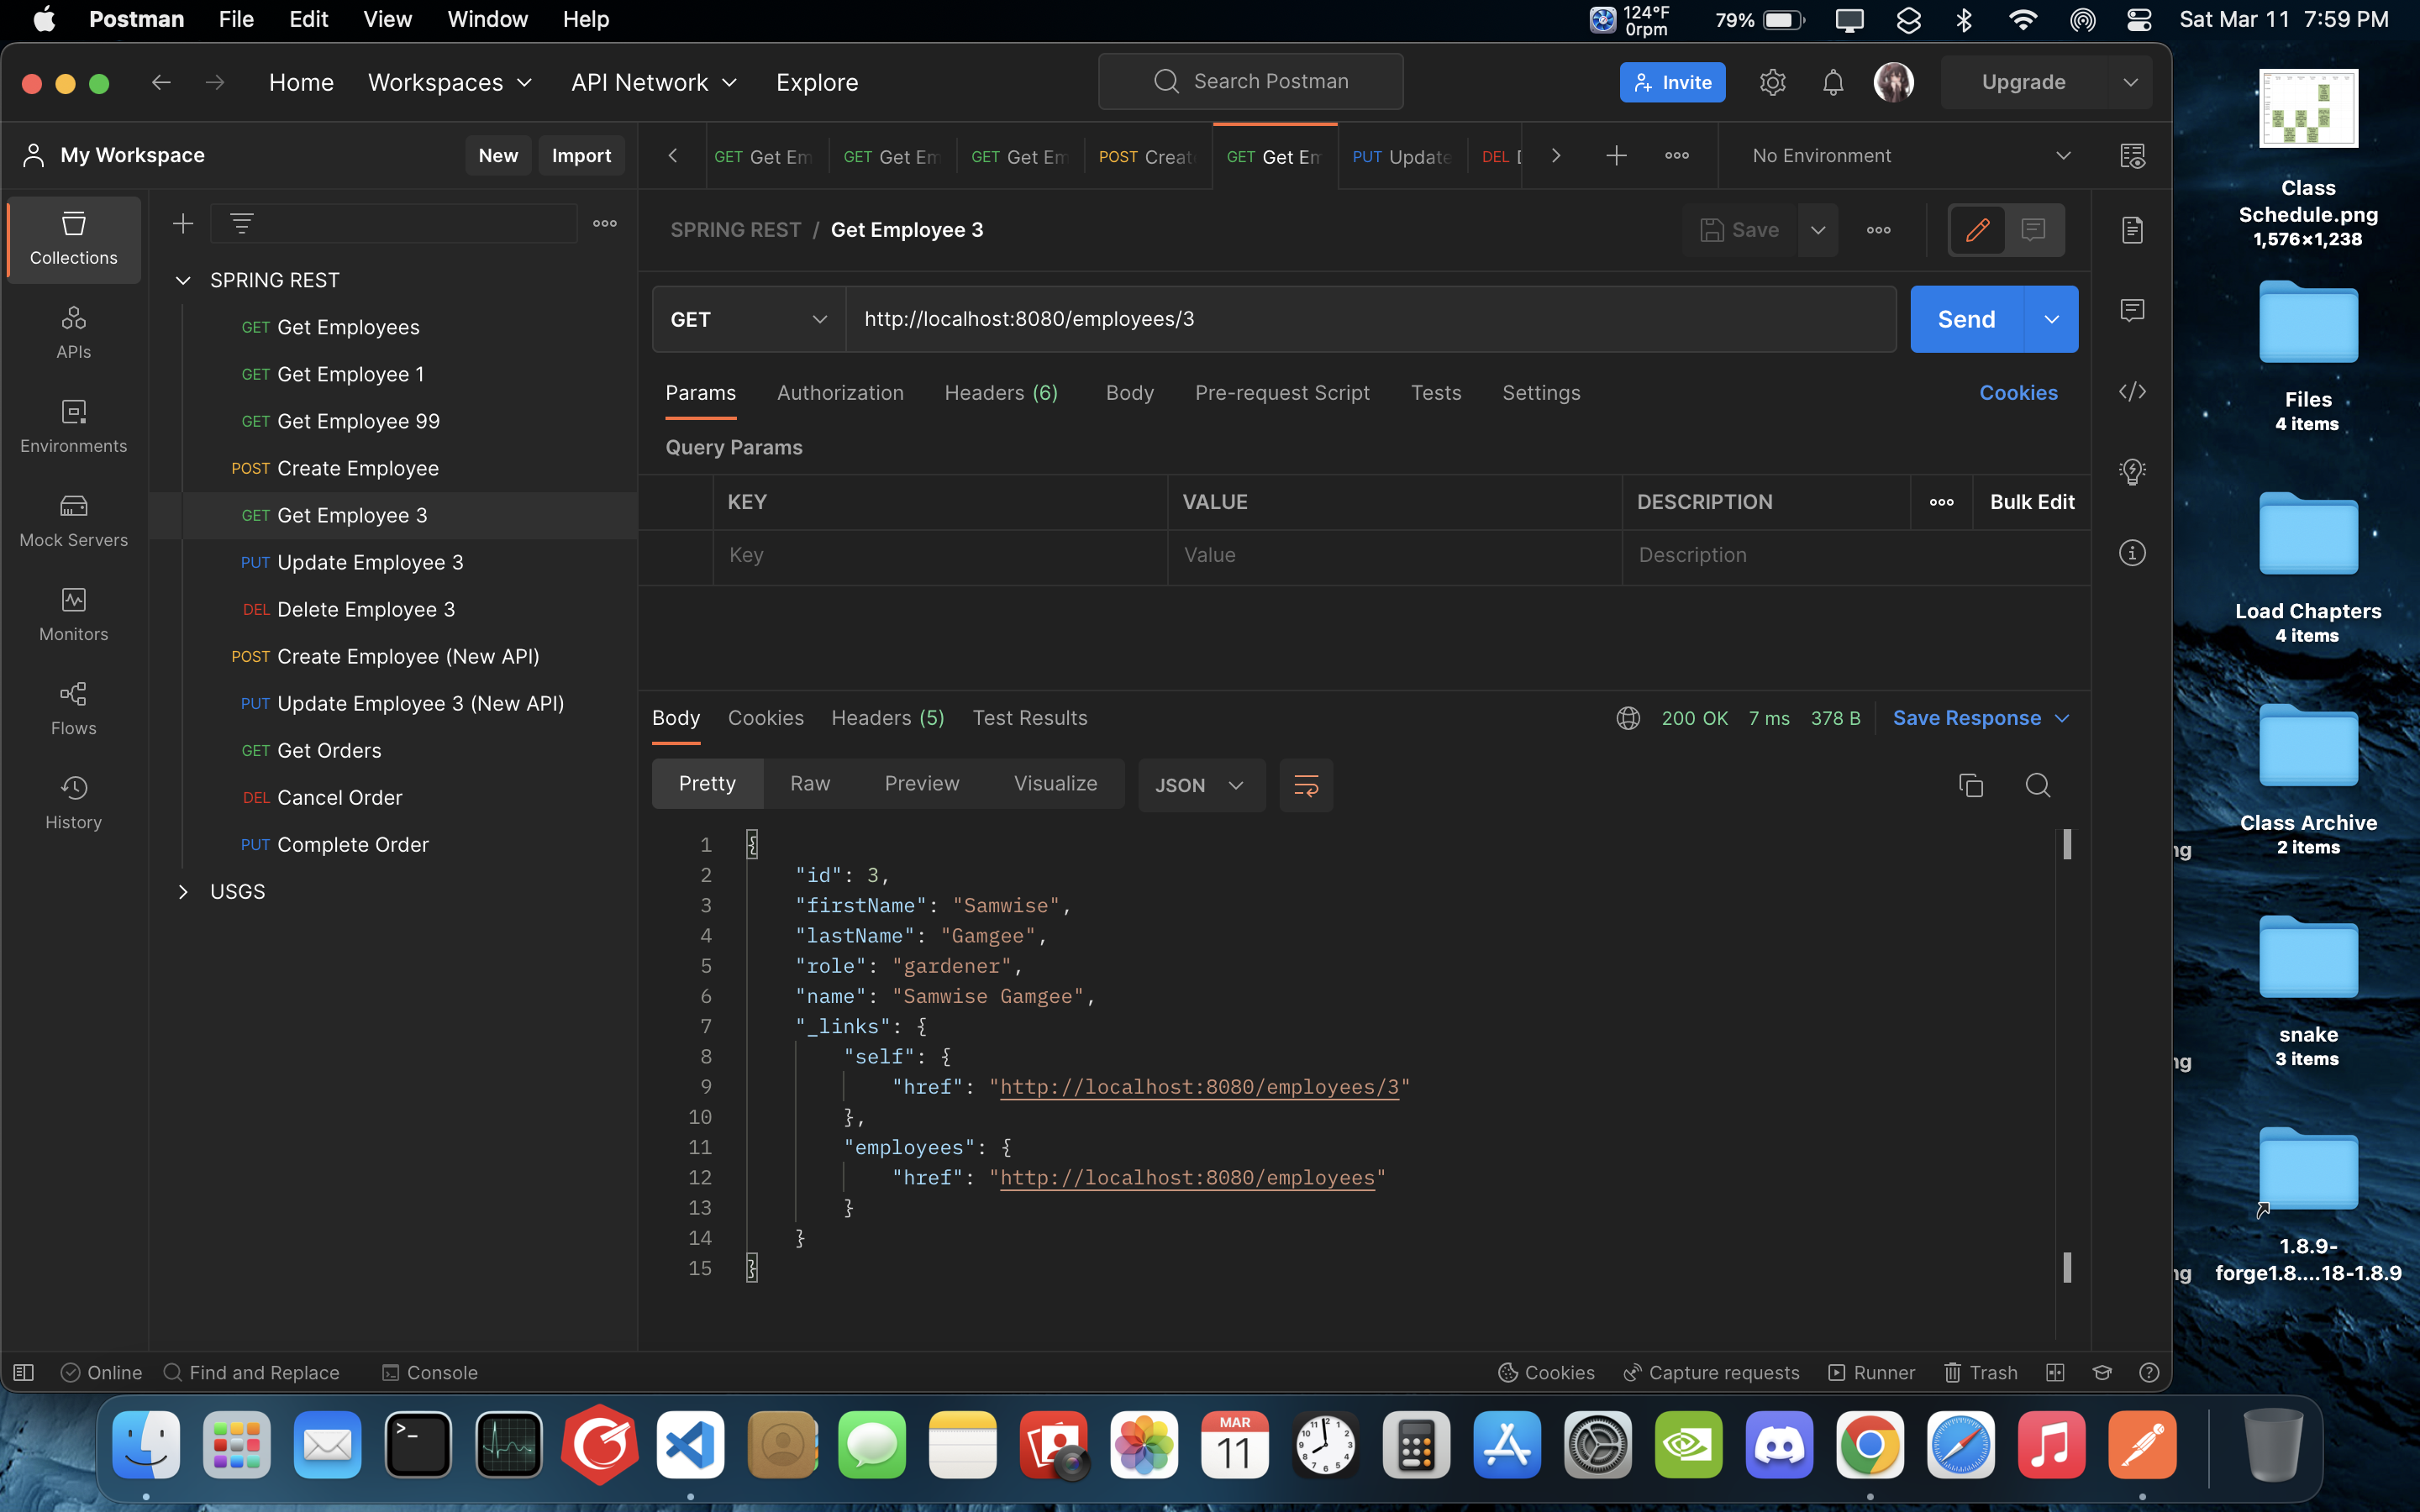 Postman File Edit View Window Help 124°F 0rpm 79% Sat Mar 11 7:59 PM
Home Workspaces API Network Explore Search Postman Invite Upgrade
My Workspace New Import
GET Get Em GET Get Em GET Get Em POST Creat GET Get Em PUT Update DEL No Environment
Collections
APIs
Environments
Mock Servers
Monitors
Flows
History
SPRING REST
GET Get Employees
GET Get Employee 1
GET Get Employee 99
POST Create Employee
GET Get Employee 3
PUT Update Employee 3
DEL Delete Employee 3
POST Create Employee (New API)
PUT Update Employee 3 (New API)
GET Get Orders
DEL Cancel Order
PUT Complete Order
USGS
SPRING REST / Get Employee 3 Save
GET http://localhost:8080/employees/3 Send
Params Authorization Headers (6) Body Pre-request Script Tests Settings Cookies
Query Params
KEY VALUE DESCRIPTION Bulk Edit
Key Value Description
Body Cookies Headers (5) Test Results 200 OK 7 ms 378 B Save Response
Pretty Raw Preview Visualize JSON
1 {
2 "id": 3,
3 "firstName": "Samwise",
4 "lastName": "Gamgee",
5 "role": "gardener",
6 "name": "Samwise Gamgee",
7 "_links": {
8 "self": {
9 "href": "http://localhost:8080/employees/3"
10 },
11 "employees": {
12 "href": "http://localhost:8080/employees"
13 }
14 }
15 }
Online Find and Replace Console Cookies Capture requests Runner Trash
Class
Schedule.png
1,576×1,238
Files
4 items
Load Chapters
4 items
Class Archive
2 items
ng
snake
3 items
ng
1.8.9-
forge1.8....18-1.8.9
ng
MAR
11